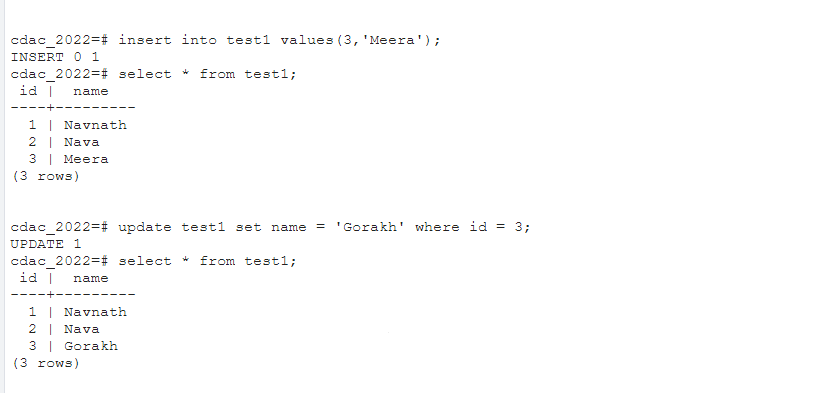 cdac_2022=# insert into test1 values(3,'Meera');
INSERT 0 1
cdac_2022=# select * from test1;
 id |  name
----+---------
  1 | Navnath
  2 | Nava
  3 | Meera
(3 rows)
cdac_2022=# update test1 set name = 'Gorakh' where id = 3;
UPDATE 1
cdac_2022=# select * from test1;
 id |  name
----+---------
  1 | Navnath
  2 | Nava
  3 | Gorakh
(3 rows)